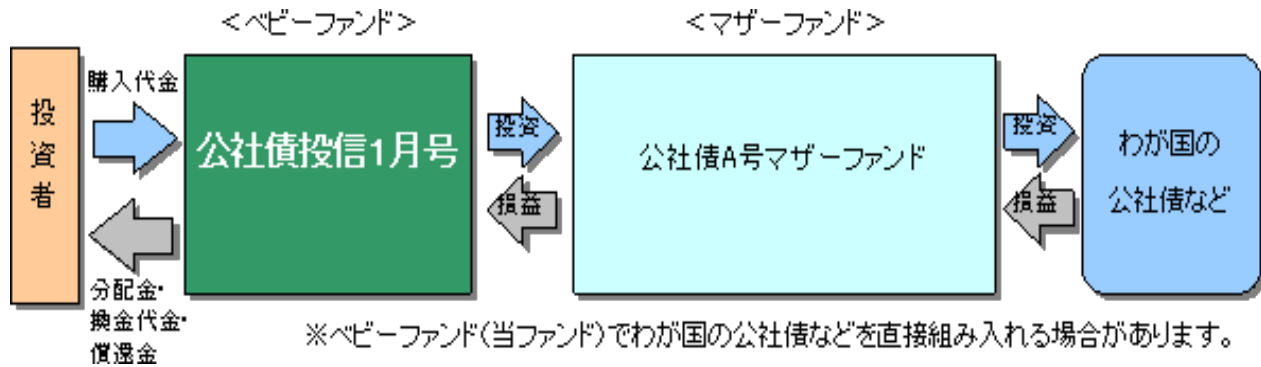 ＜ベビーファンド＞
＜マザーファンド＞
投資者
購入代金
公社債投信1月号
投資
損益
公社債A号マザーファンド
投資
損益
わが国の
公社債など
分配金・
換金代金・
償還金
※ベビーファンド(当ファンド)でわが国の公社債などを直接組み入れる場合があります。